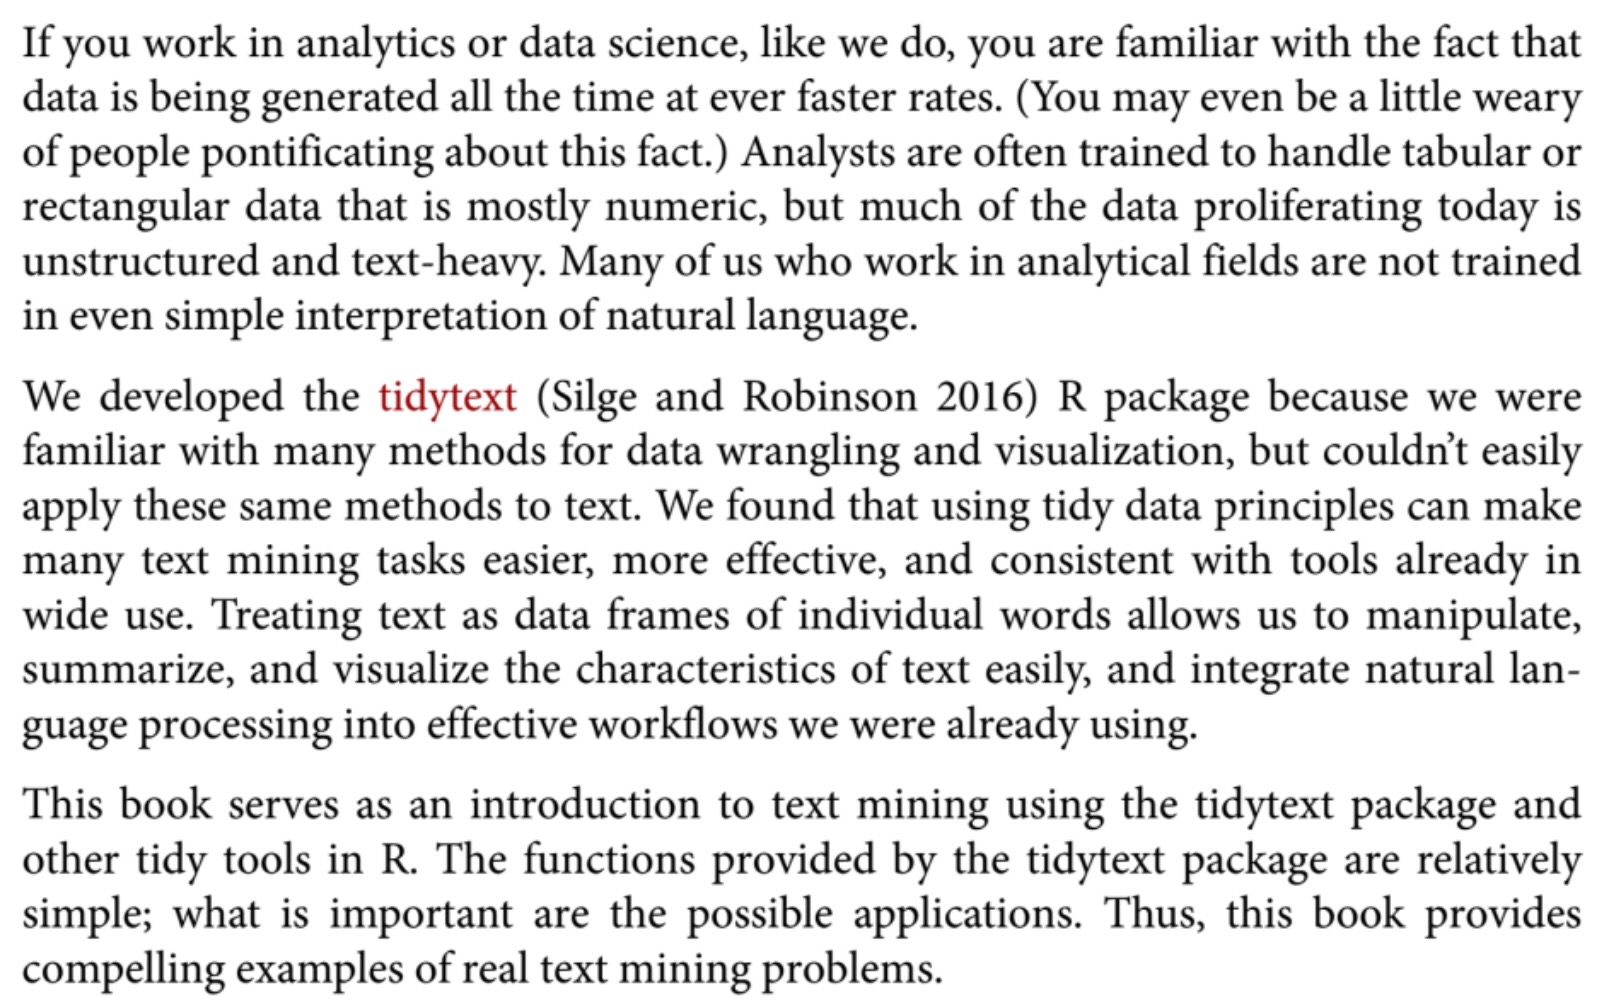 If you work in analytics or data science, like we do, you are familiar with the fact that
data is being generated all the time at ever faster rates. (You may even be a little weary
of people pontificating about this fact.) Analysts are often trained to handle tabular or
rectangular data that is mostly numeric, but much of the data proliferating today is
unstructured and text-heavy. Many of us who work in analytical fields are not trained
in even simple interpretation of natural language.
We developed the tidytext (Silge and Robinson 2016) R package because we were
familiar with many methods for data wrangling and visualization, but couldn’t easily
apply these same methods to text. We found that using tidy data principles can make
many text mining tasks easier, more effective, and consistent with tools already in
wide use. Treating text as data frames of individual words allows us to manipulate,
summarize, and visualize the characteristics of text easily, and integrate natural lan-
guage processing into effective workflows we were already using.
This book serves as an introduction to text mining using the tidytext package and
other tidy tools in R. The functions provided by the tidytext package are relatively
simple; what is important are the possible applications. Thus, this book provides
compelling examples of real text mining problems.